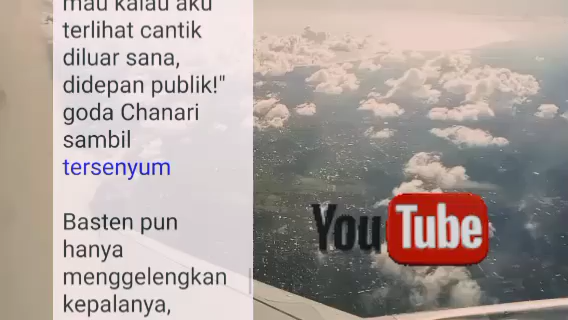 mau kalau aku
terlihat cantik
diluar sana,
didepan publik!"
goda Chanari
sambil
tersenyum
Basten pun
hanya
menggelengkan
kepalanya,
YouTube